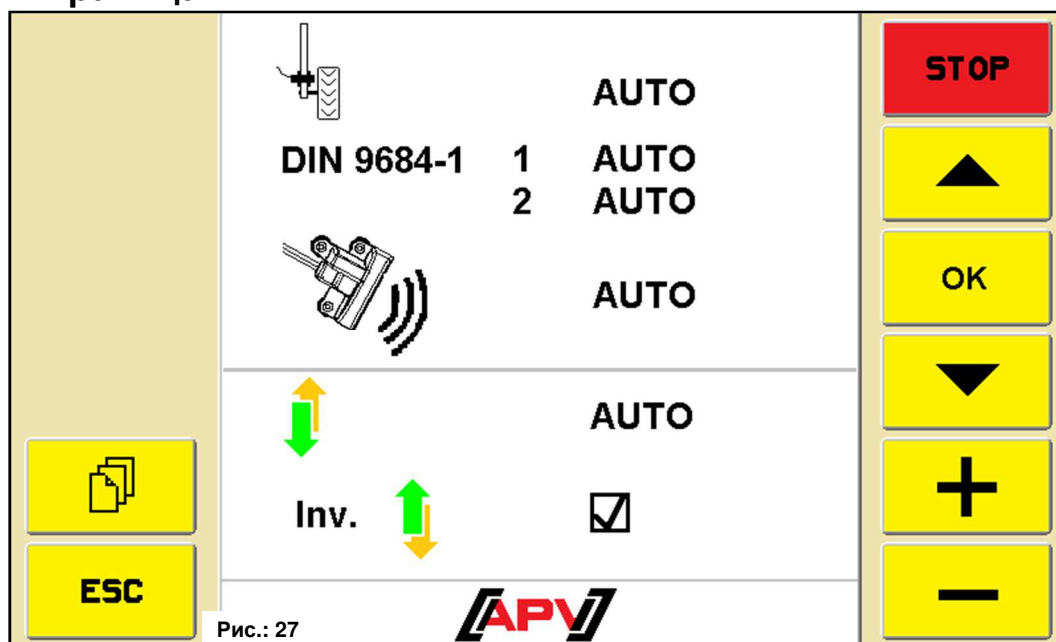 STOP
AUTO
DIN 9684-1 1 AUTO
2 AUTO
AUTO
OK
AUTO
Inv.
ESC
Рис.: 27
APV